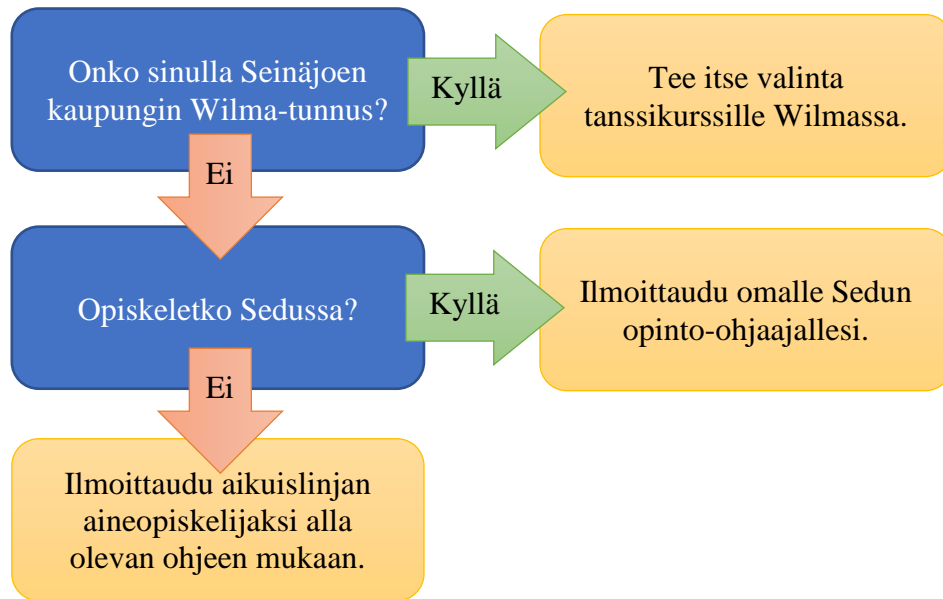 Onko sinulla Seinäjoen
kaupungin Wilma-tunnus?
Kyllä
Tee itse valinta
tanssikurssille Wilmassa.
Ei
Opiskeletko Sedussa?
Kyllä
Ilmoittaudu omalle Sedun
opinto-ohjaajallesi.
Ei
Ilmoittaudu aikuislinjan
aineopiskelijaksi alla
olevan ohjeen mukaan.